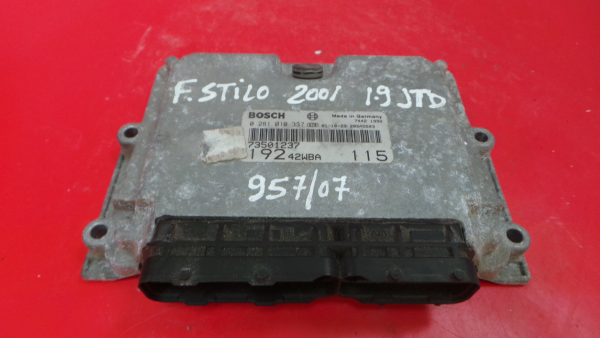 F.STILO 2001 1.9 JTD
BOSCH Made in Germany
0 281 010 357
73501237
192 42WBA 115
957/07